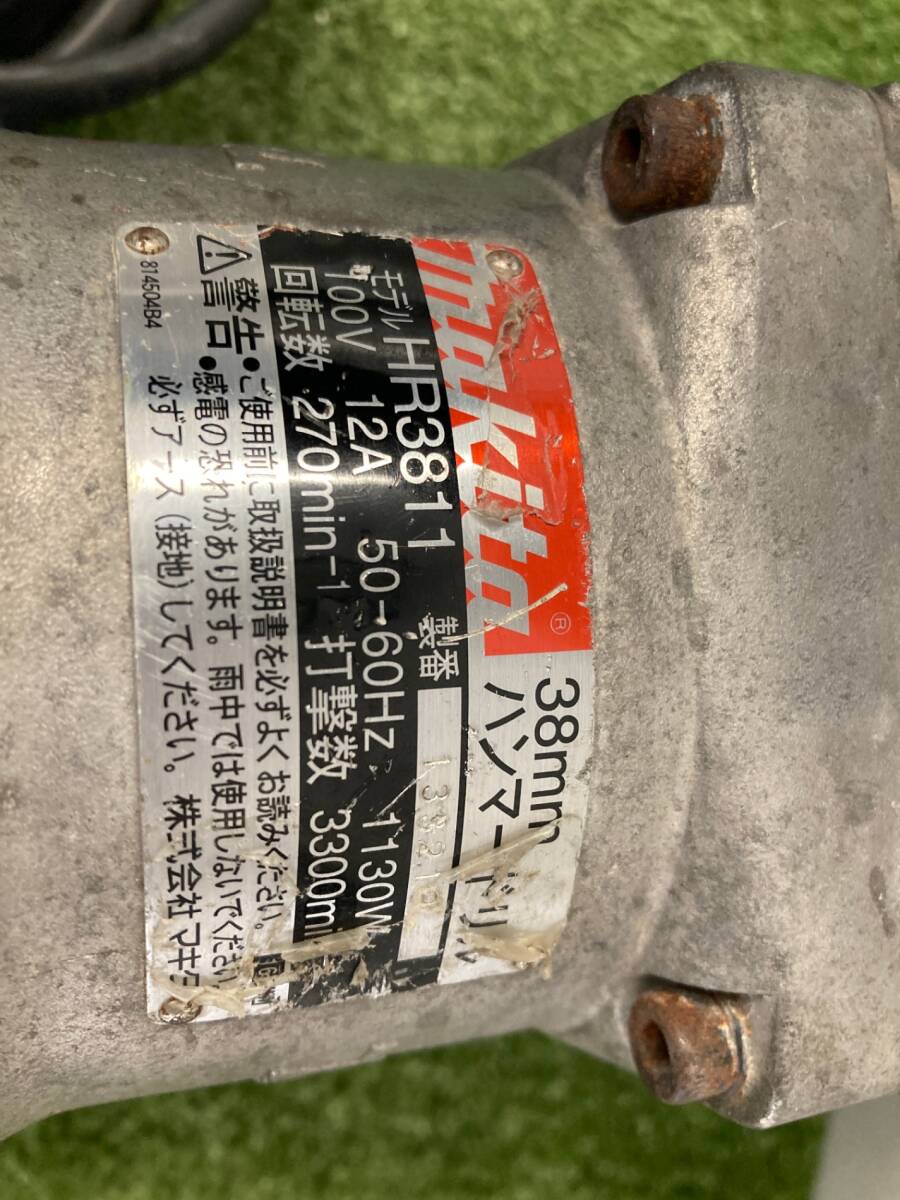 makita®
38mm
ハンマードリル
モデル HR3811 製番
100V 12A 50-60Hz 1130W
回転数 270min-1 打撃数 3300mi
警告 ●ご使用前に取扱説明書を必ずよくお読みください。
●感電の恐れがあります。雨中では使用しないでください
必ずアース(接地)してください。 株式会社マキタ
814504B4